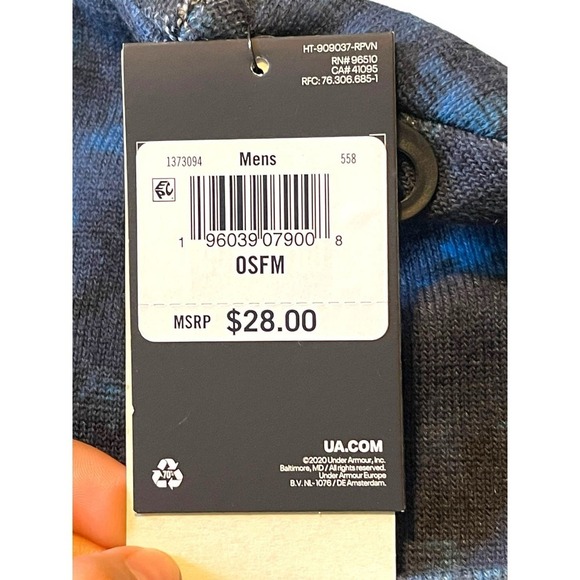 HT-909037-RPVN
RN# 96510
CA# 41095
RFC: 76.306.685-1
1373094 Mens 558
1 96039 07900 8
OSFM
MSRP $28.00
UA.COM
©2020 Under Armour, Inc.
Baltimore, MD / All rights reserved.
Under Armour Europe
B.V. NL-1076 / DE Amsterdam.